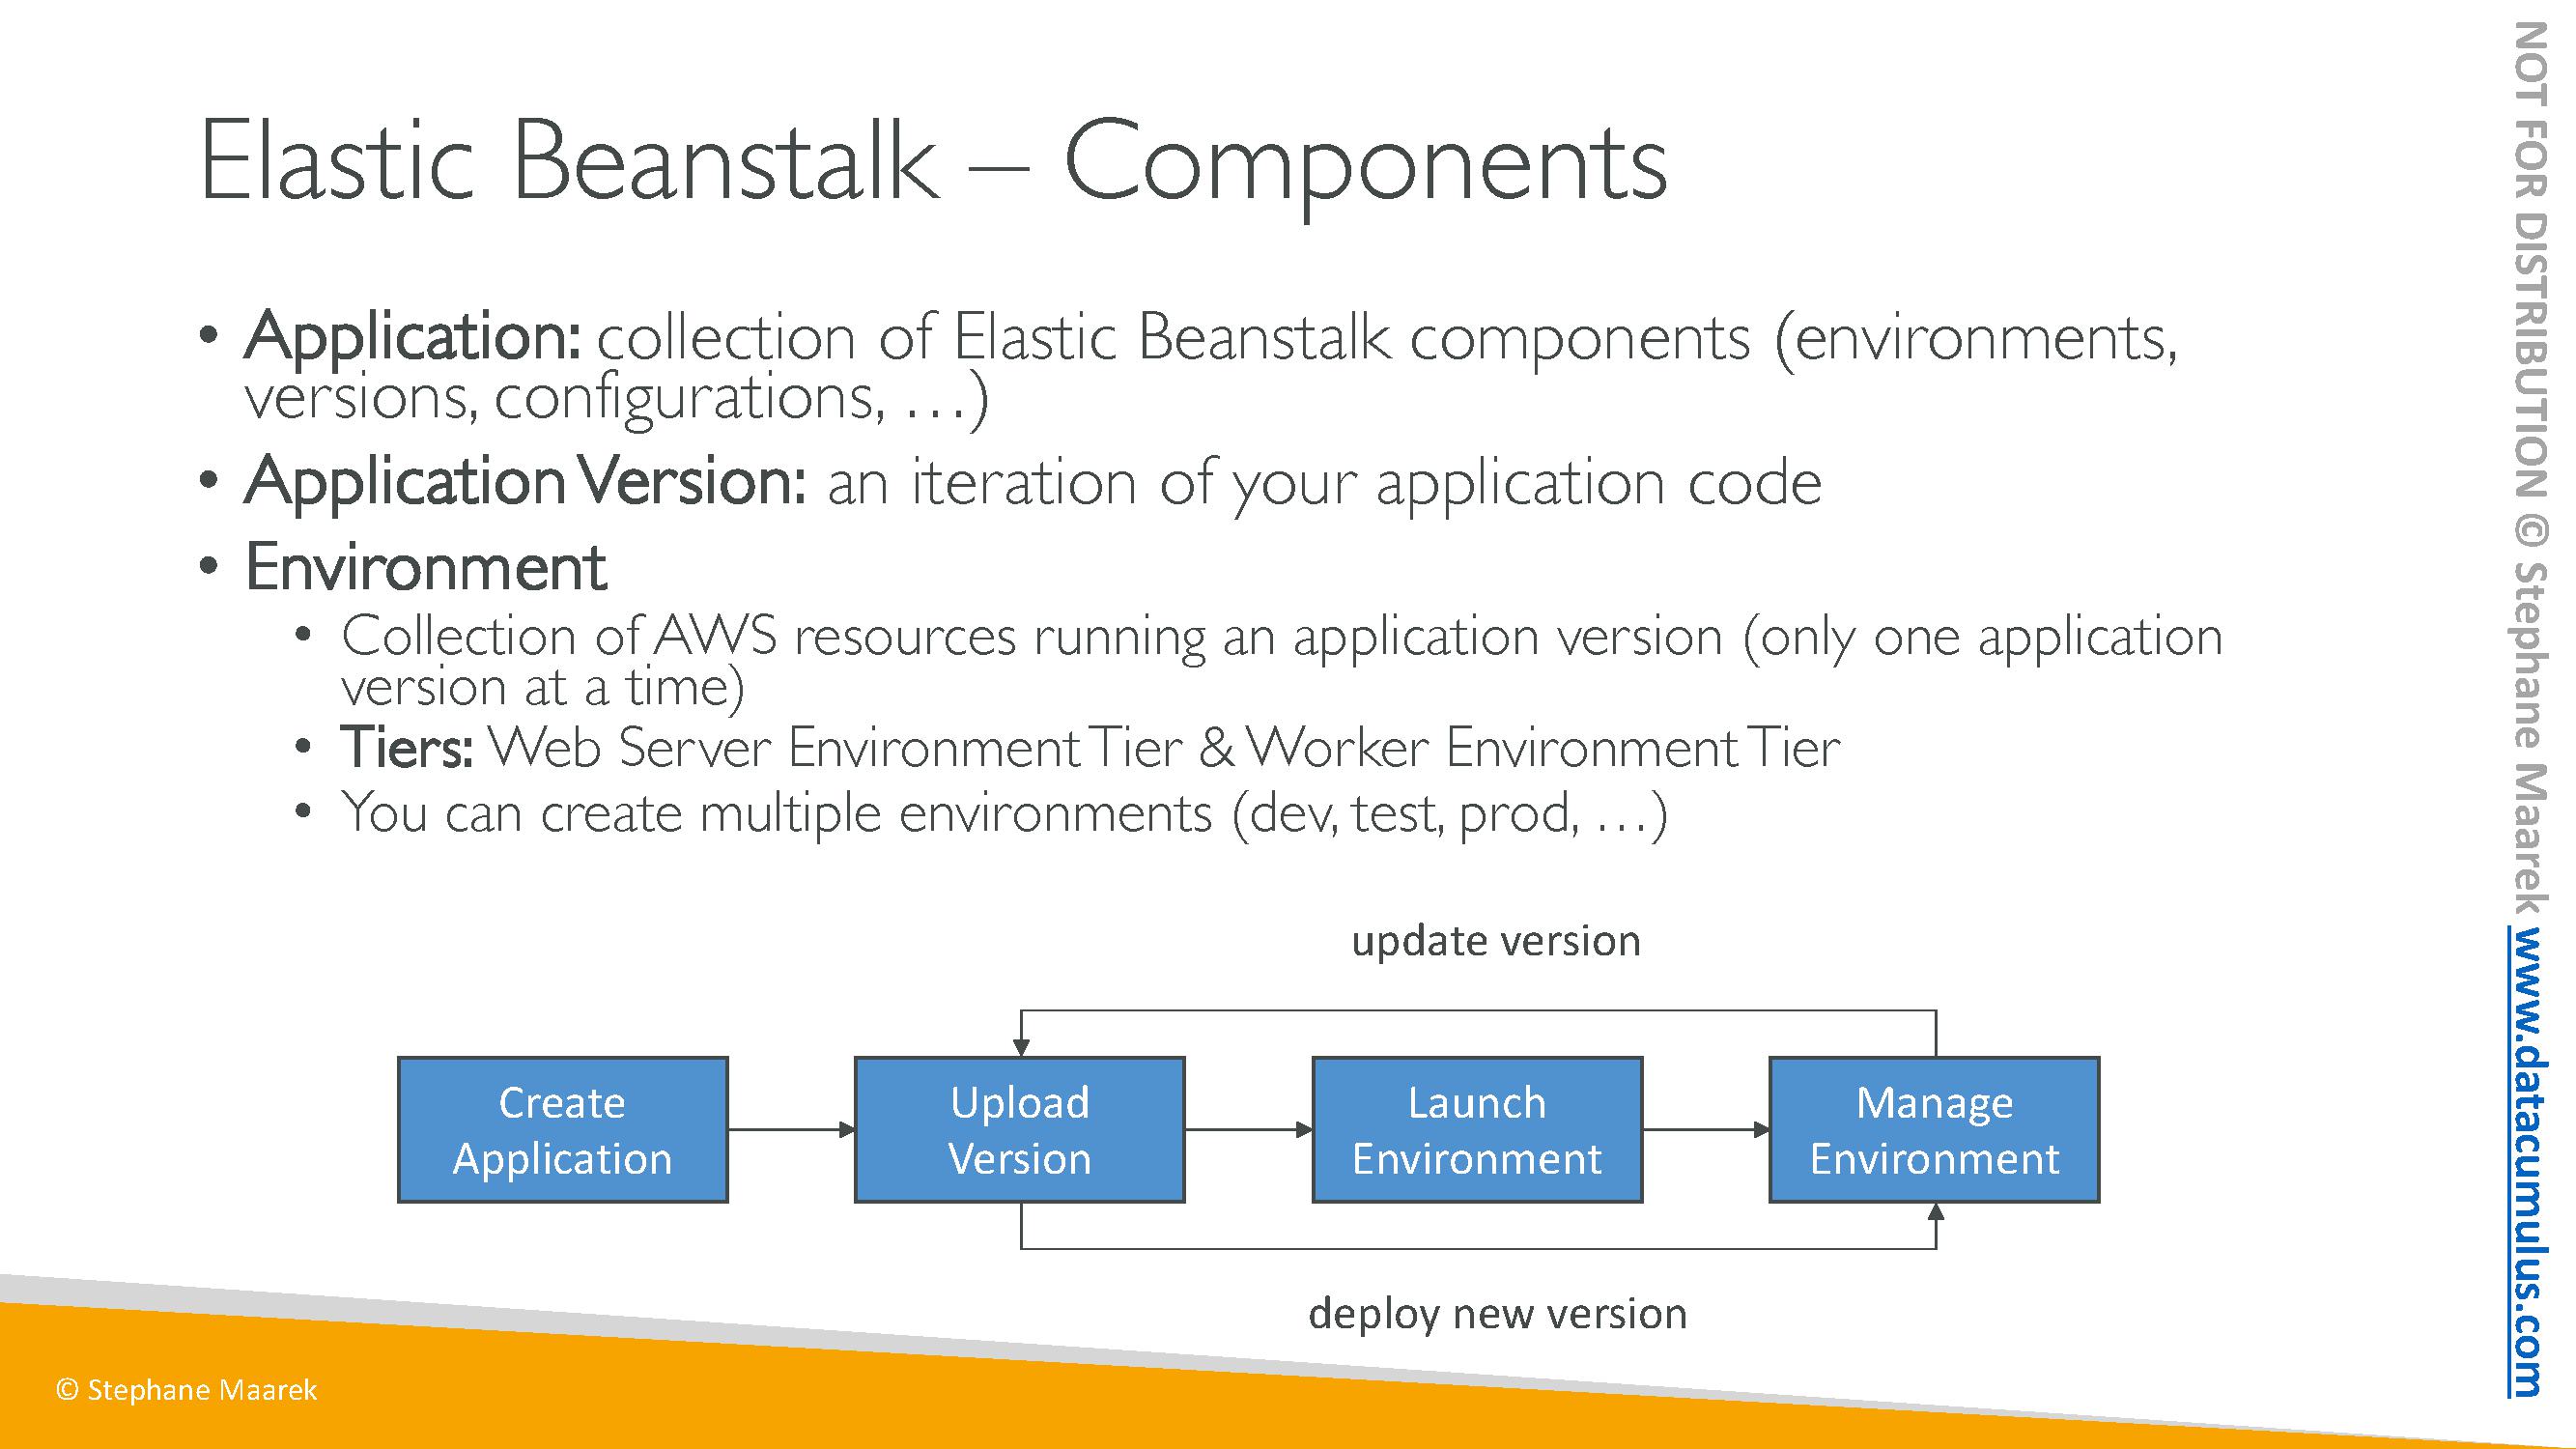 Elastic Beanstalk – Components
• Application: collection of Elastic Beanstalk components (environments,
versions, configurations, …)
• Application Version: an iteration of your application code
• Environment
• Collection of AWS resources running an application version (only one application
version at a time)
• Tiers: Web Server Environment Tier & Worker Environment Tier
• You can create multiple environments (dev, test, prod, …)
update version
Create
Application
Upload
Version
Launch
Environment
Manage
Environment
deploy new version
© Stephane Maarek
NOT FOR DISTRIBUTION © Stephane Maarek www.datacumulus.com